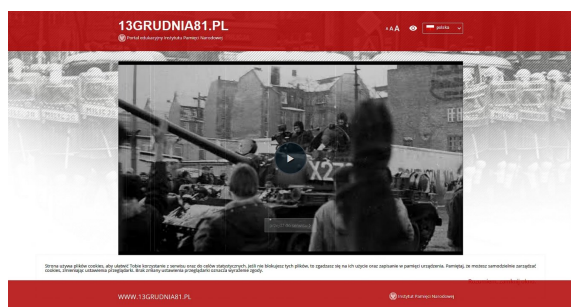 13GRUDNIA81.PL
Portal edukacyjny Instytutu Pamięci Narodowej
A A A
polska
MILICJA
X2
Strona używa plików cookies, aby ułatwić Tobie korzystanie z serwisu oraz do celów statystycznych. Jeśli nie blokujesz tych plików, to zgadzasz się na ich użycie oraz zapisanie w pamięci urządzenia. Pamiętaj, że możesz samodzielnie zarządzać
cookies, zmieniając ustawienia przeglądarki. Brak zmiany ustawienia przeglądarki oznacza wyrażenie zgody.
WWW.13GRUDNIA81.PL
Instytut Pamięci Narodowej